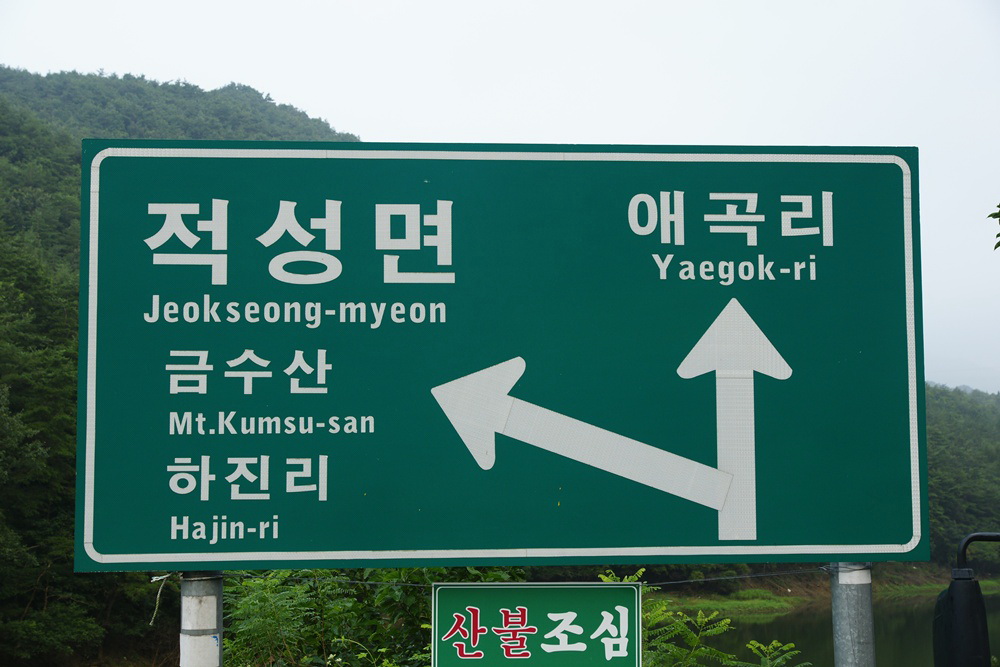 적성면
Jeokseong-myeon
금수산
Mt.Kumsu-san
하진리
Hajin-ri
애곡리
Yaegok-ri
산불조심